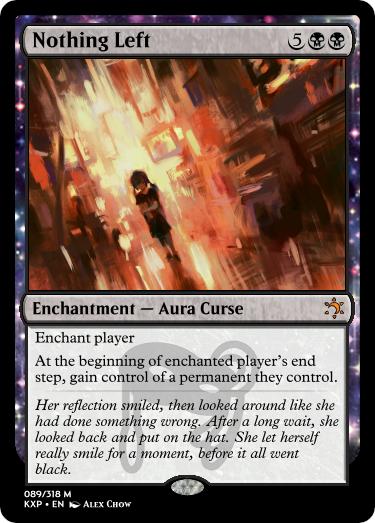 Nothing Left
5
Enchantment — Aura Curse
Enchant player
At the beginning of enchanted player's end
step, gain control of a permanent they control.
Her reflection smiled, then looked around like she
had done something wrong. After a long wait, she
looked back and put on the hat. She let herself
really smile for a moment, before it all went
black.
089/318 M
KXP • EN Alex Chow